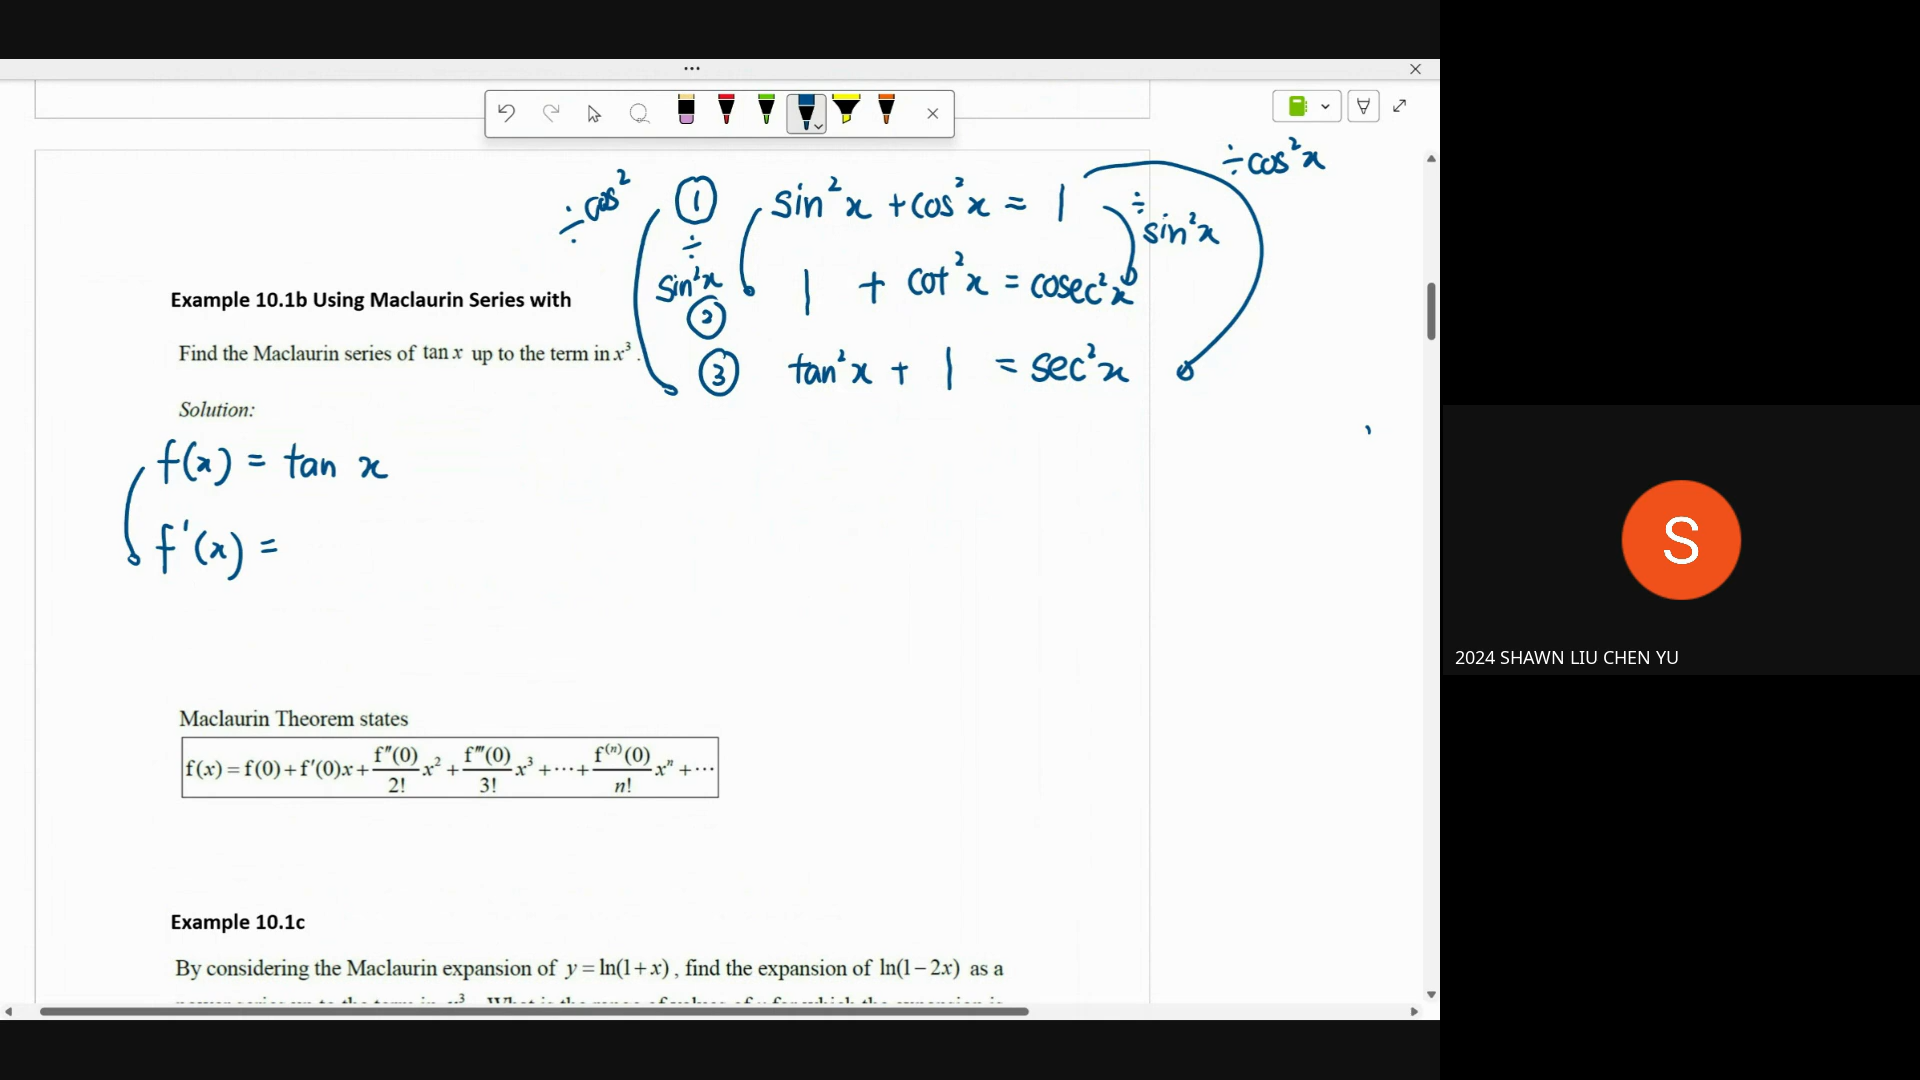 ÷cos²x
÷cos² ① sin²x + cos²x = 1 ÷ sin²x
÷ sin²x
② 1 + cot²x = cosec²x
Example 10.1b Using Maclaurin Series with
Find the Maclaurin series of tan x up to the term in x³.
③ tan²x + 1 = sec²x
Solution:
f(x) = tan x
f'(x) =
S
2024 SHAWN LIU CHEN YU
Maclaurin Theorem states
f(x) = f(0) + f′(0)x + f″(0)/2! x² + f‴(0)/3! x³ + ⋯ + f⁽ⁿ⁾(0)/n! xⁿ + ⋯
Example 10.1c
By considering the Maclaurin expansion of y = ln(1 + x), find the expansion of ln(1 − 2x) as a